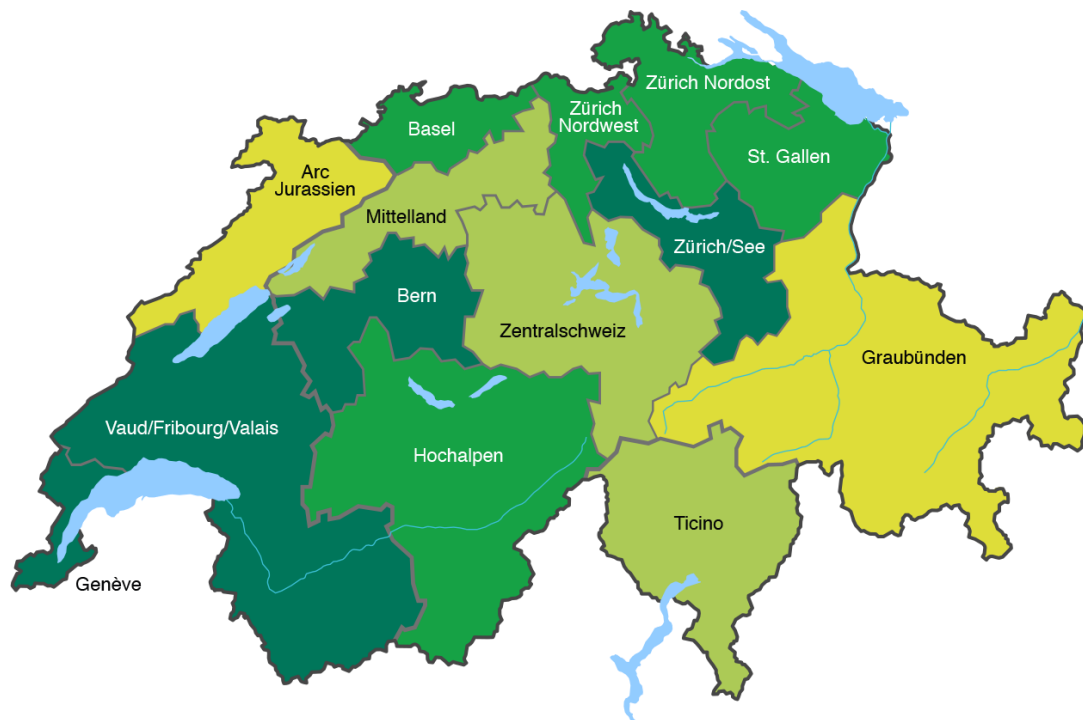 Zürich Nordost
Zürich
Nordwest
Basel
St. Gallen
Arc
Jurassien
Mittelland
Zürich/See
Bern
Zentralschweiz
Graubünden
Vaud/Fribourg/Valais
Hochalpen
Ticino
Genève